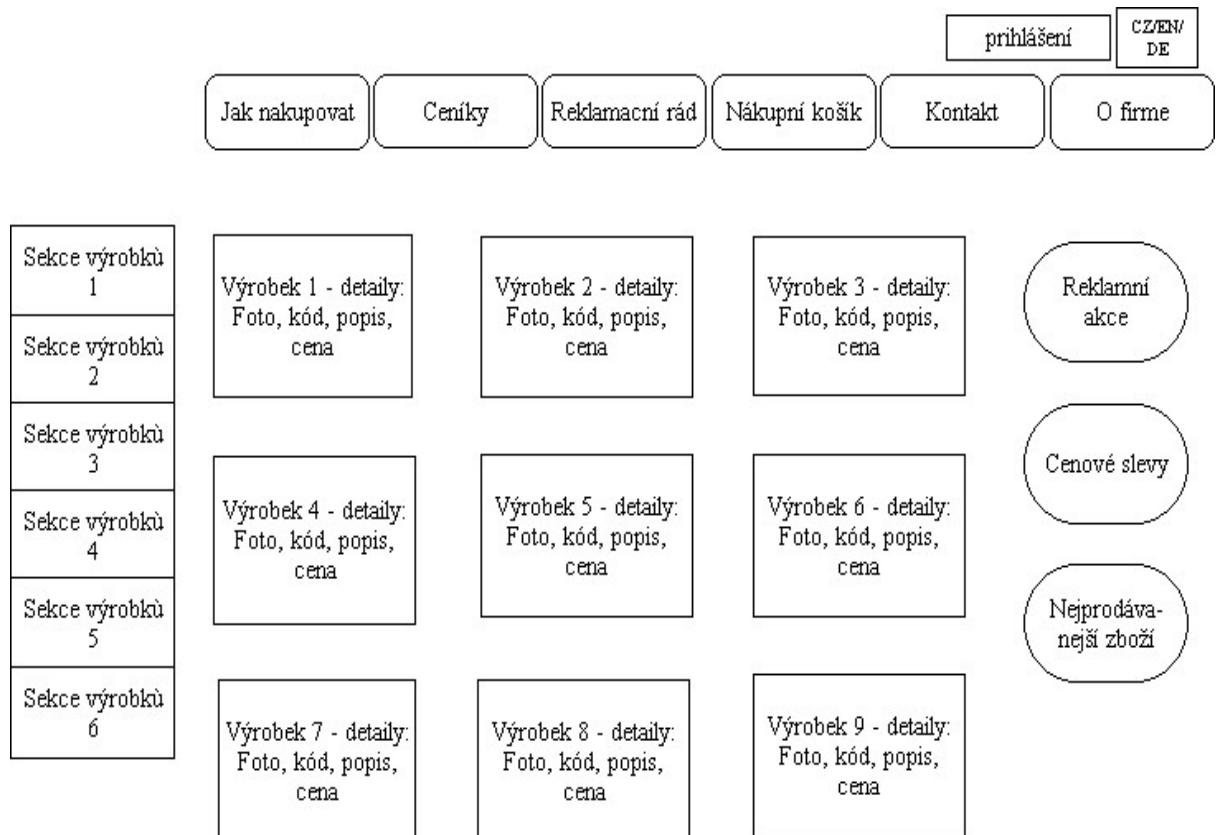 prihlášení
CZ/EN/
DE
Jak nakupovat
Ceníky
Reklamacní rád
Nákupní košík
Kontakt
O firme
Sekce výrobkù
1
Sekce výrobkù
2
Sekce výrobkù
3
Sekce výrobkù
4
Sekce výrobkù
5
Sekce výrobkù
6
Výrobek 1 - detaily:
Foto, kód, popis,
cena
Výrobek 2 - detaily:
Foto, kód, popis,
cena
Výrobek 3 - detaily:
Foto, kód, popis,
cena
Výrobek 4 - detaily:
Foto, kód, popis,
cena
Výrobek 5 - detaily:
Foto, kód, popis,
cena
Výrobek 6 - detaily:
Foto, kód, popis,
cena
Výrobek 7 - detaily:
Foto, kód, popis,
cena
Výrobek 8 - detaily:
Foto, kód, popis,
cena
Výrobek 9 - detaily:
Foto, kód, popis,
cena
Reklamní
akce
Cenové slevy
Nejprodáva-
nejší zboží